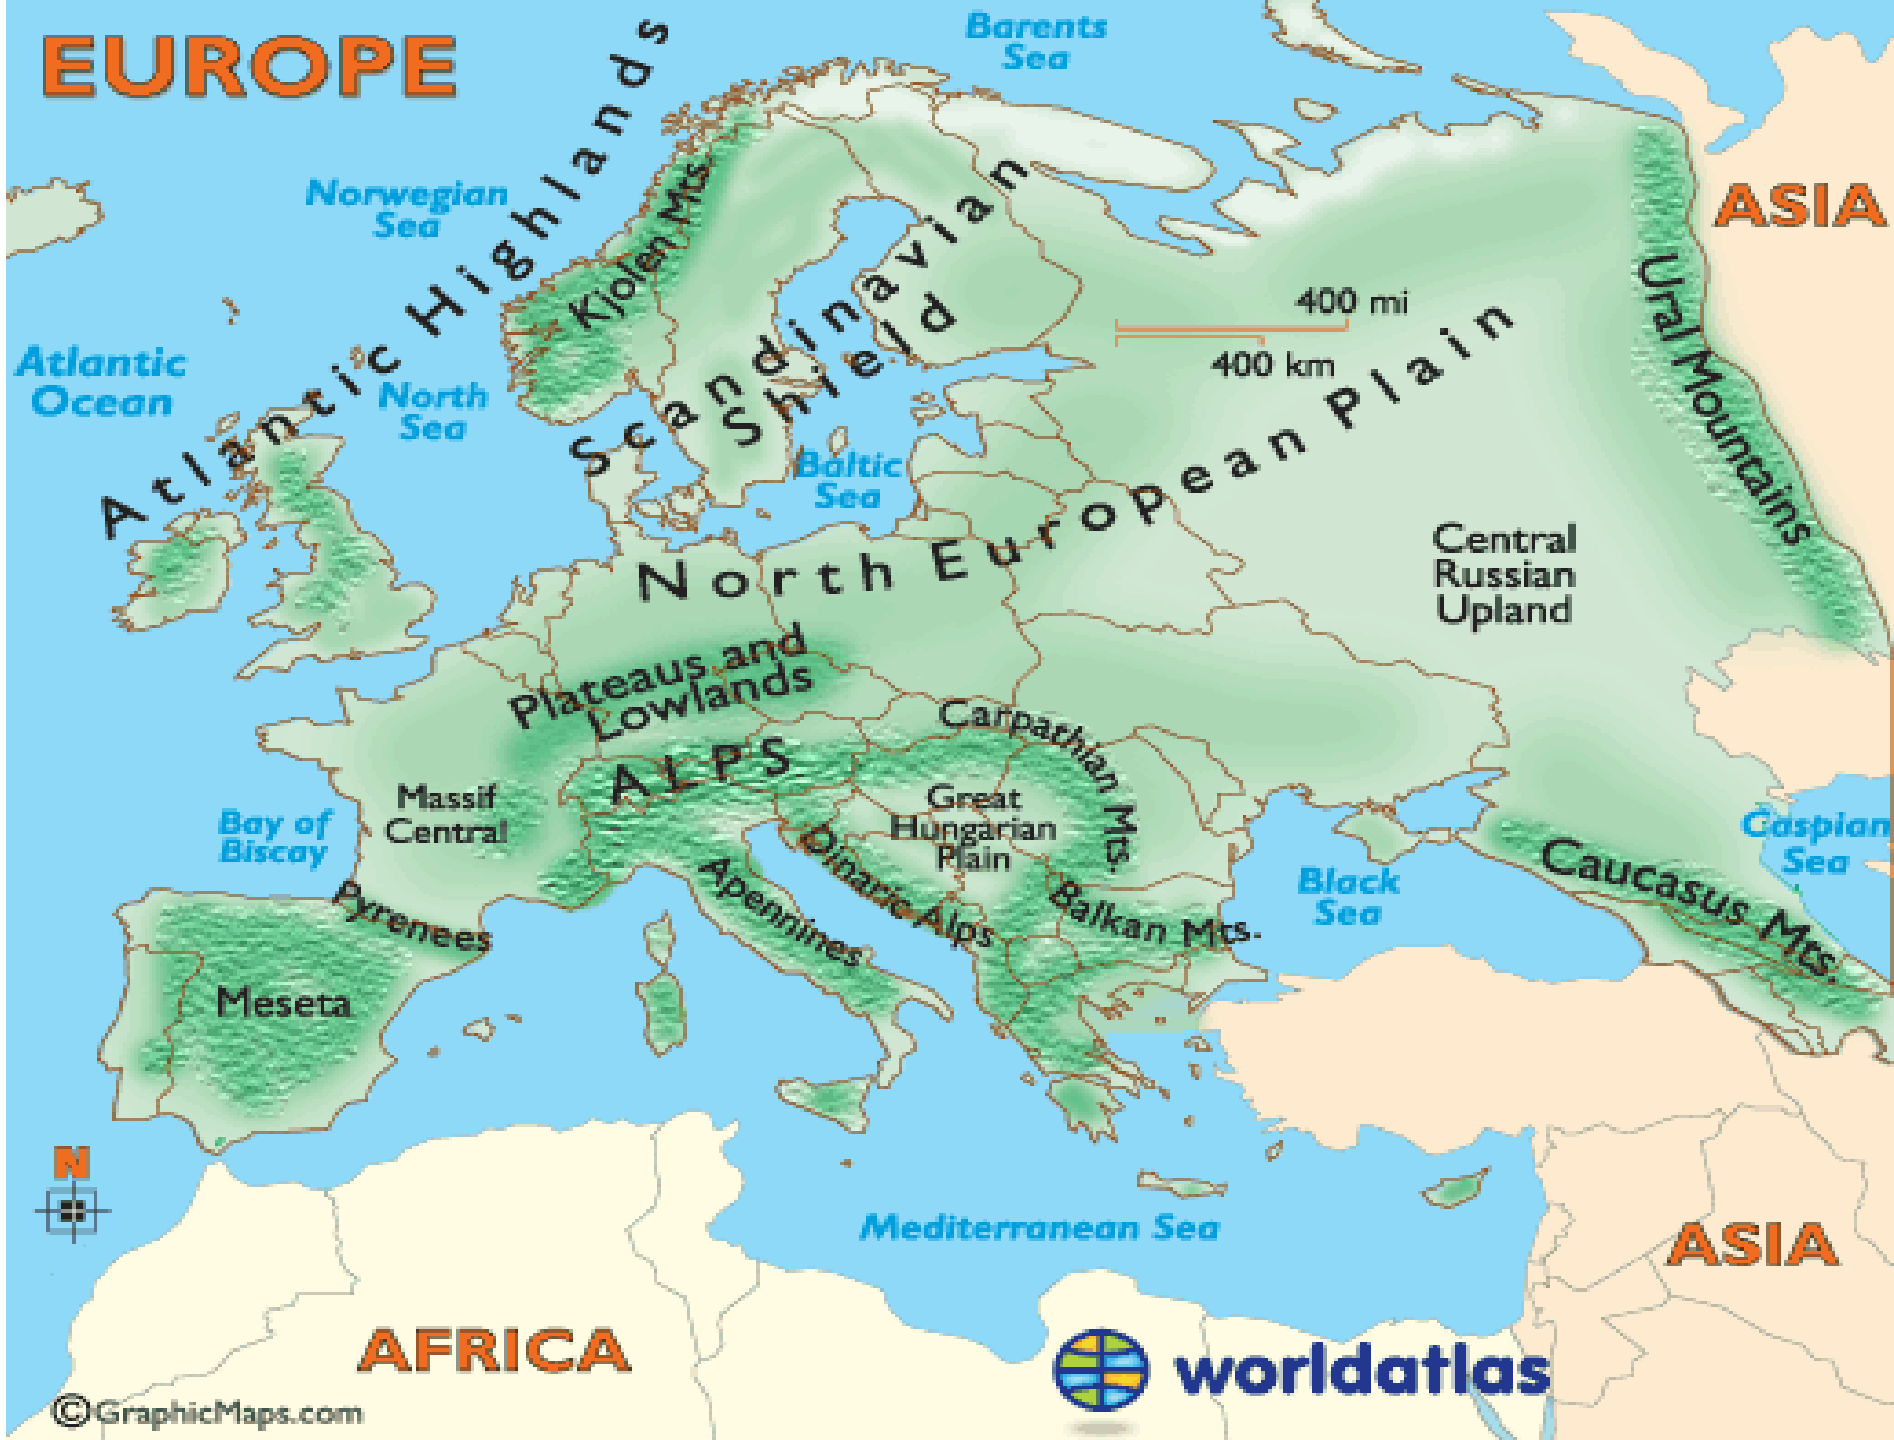 EUROPE
Barents
Sea
Atlantic Highlands
Norwegian
Sea
Kjolen Mts.
ASIA
Scandinavian
Shield
400 mi
400 km
Ural Mountains
Atlantic
Ocean
North
Sea
Baltic
Sea
North European Plain
Central
Russian
Upland
Plateaus and
Lowlands
ALPS
Carpathian Mts.
Massif
Central
Great
Hungarian
Plain
Bay of
Biscay
Dinaric Alps
Apennines
Pyrenees
Balkan Mts.
Black
Sea
Caucasus Mts.
Caspian
Sea
Meseta
N
Mediterranean Sea
ASIA
AFRICA
worldatlas
©GraphicMaps.com